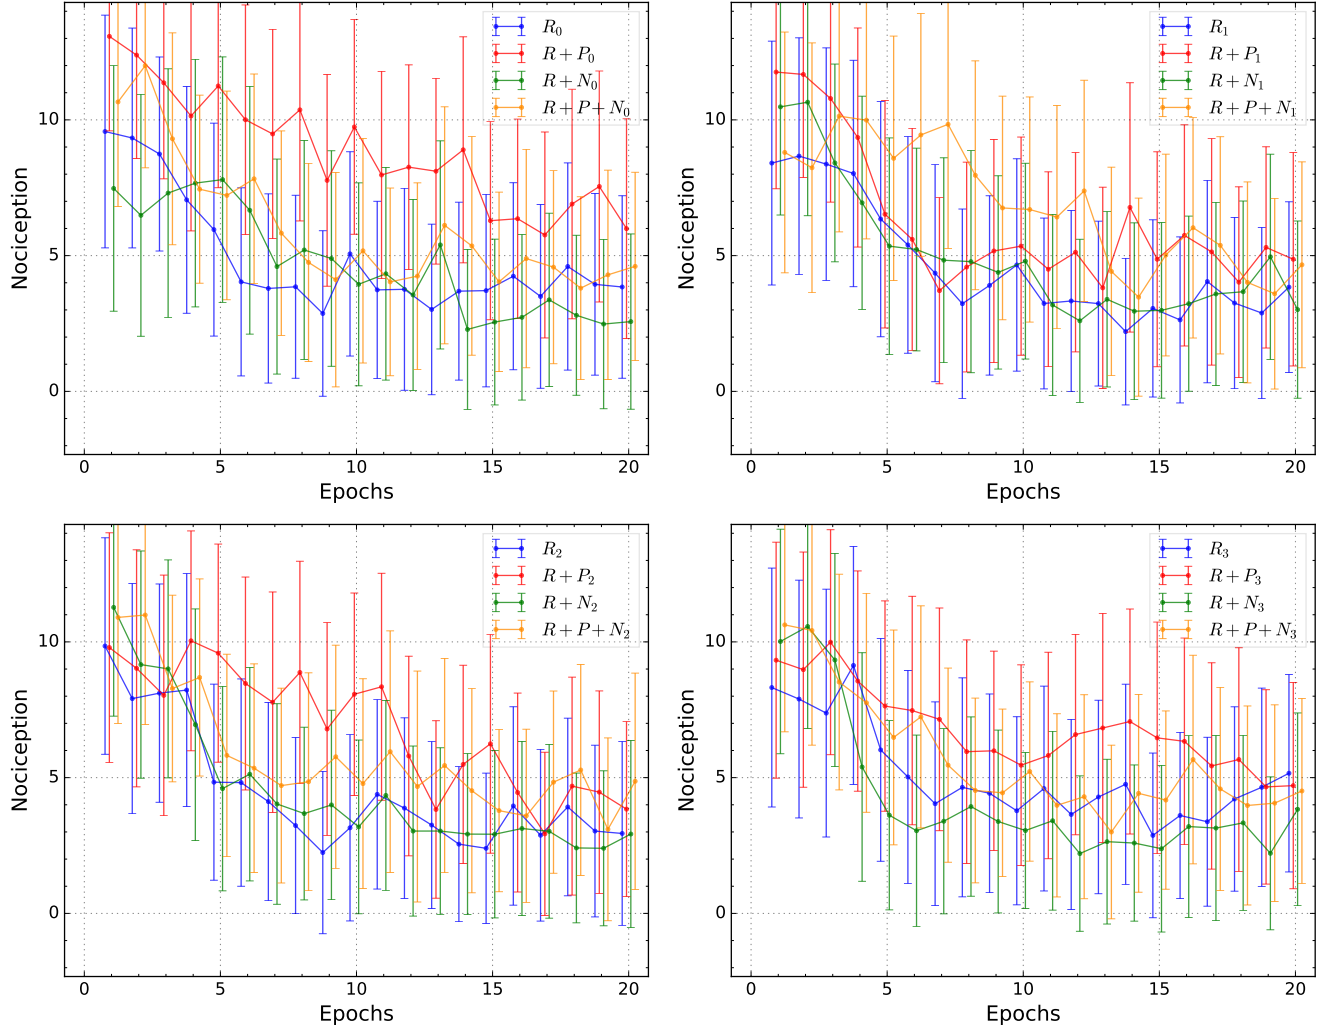 R₀
R + P₀
R + N₀
R + P + N₀
Nociception
10
5
0
0 5 10 15 20
Epochs
R₁
R + P₁
R + N₁
R + P + N₁
Nociception
10
5
0
0 5 10 15 20
Epochs
R₂
R + P₂
R + N₂
R + P + N₂
Nociception
10
5
0
0 5 10 15 20
Epochs
R₃
R + P₃
R + N₃
R + P + N₃
Nociception
10
5
0
0 5 10 15 20
Epochs